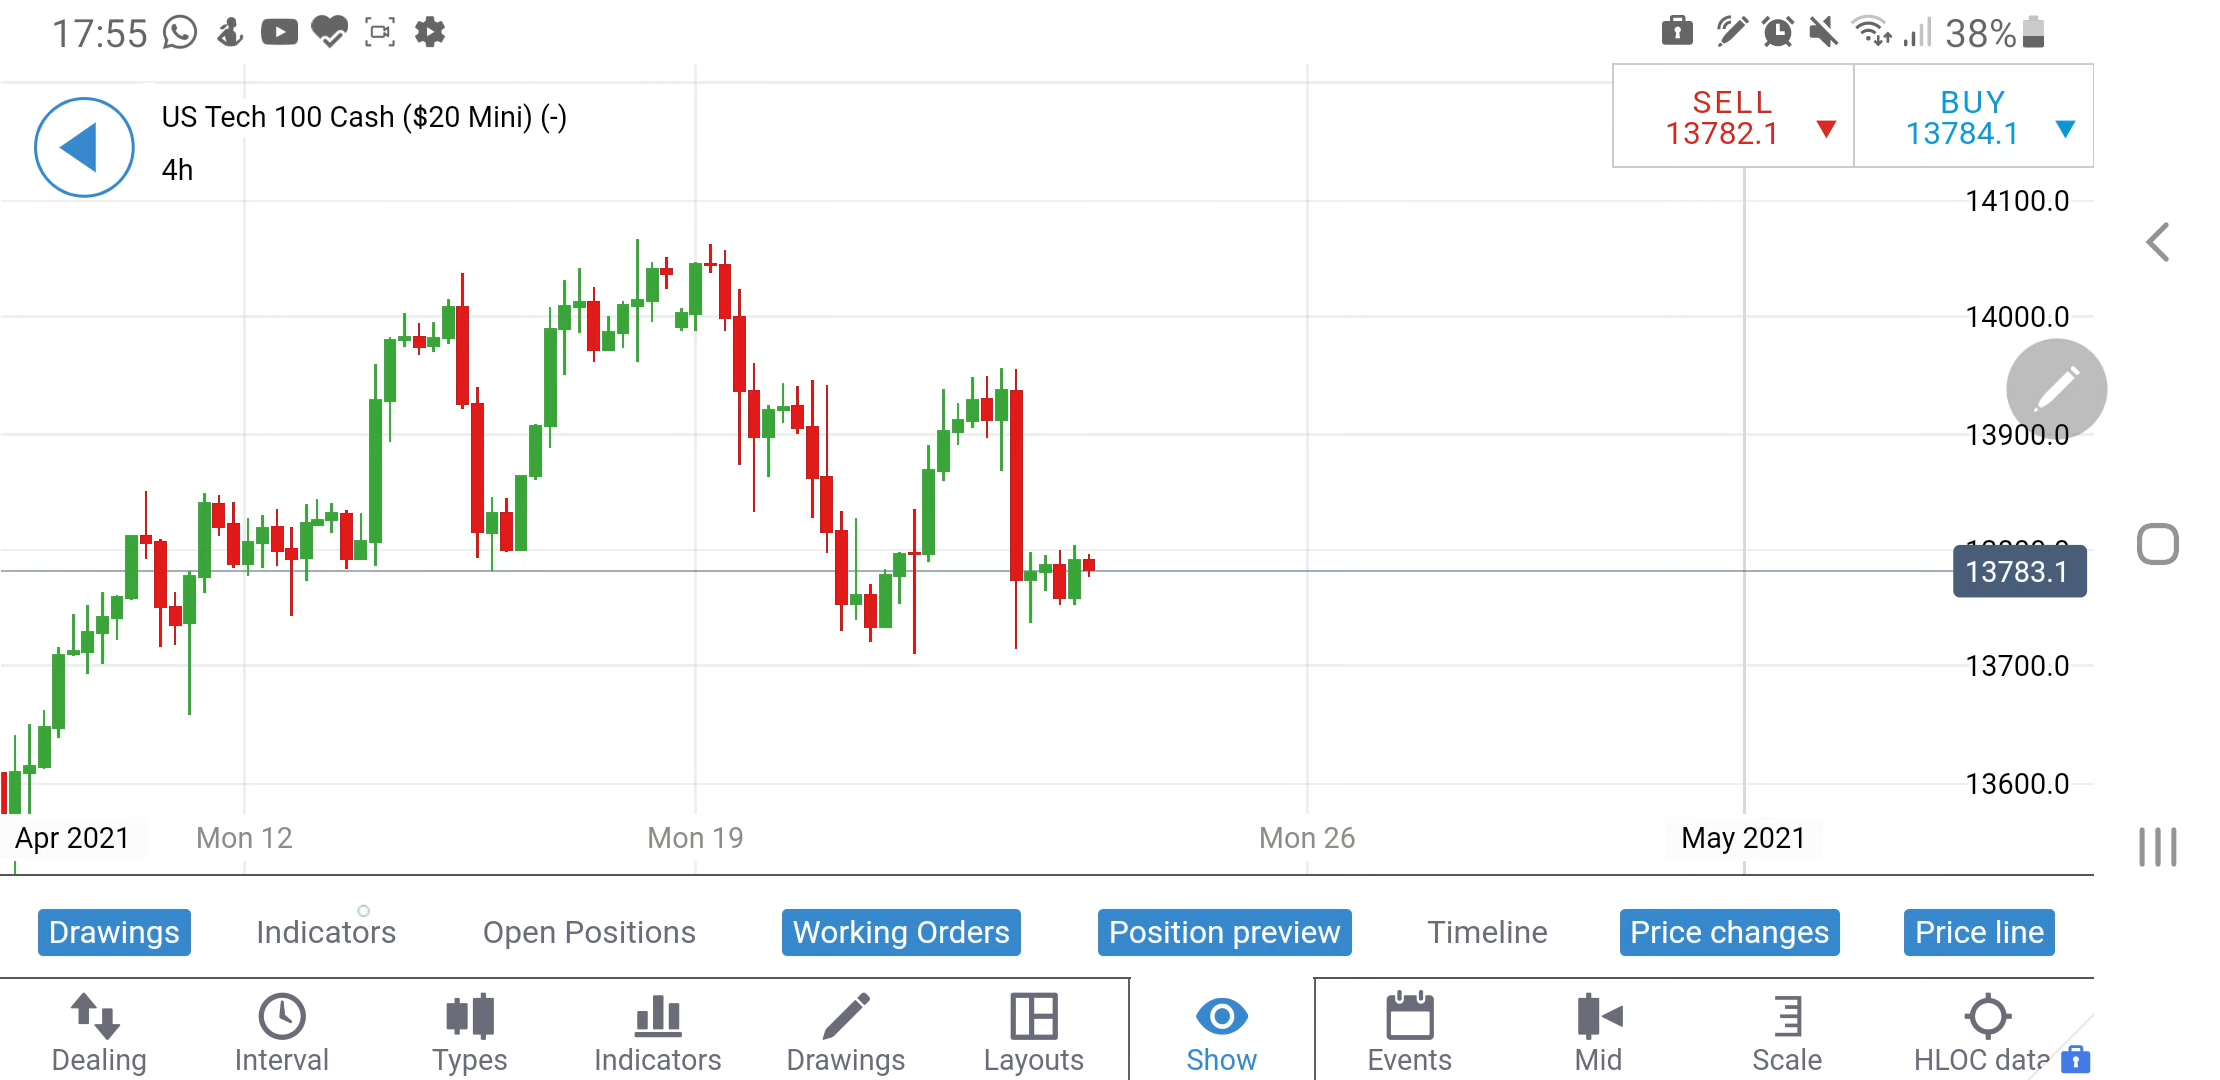 17:55
38%
US Tech 100 Cash ($20 Mini) (-)
4h
SELL
13782.1
BUY
13784.1
14100.0
14000.0
13900.0
13783.1
13700.0
13600.0
Apr 2021 Mon 12 Mon 19 Mon 26 May 2021
Drawings Indicators Open Positions Working Orders Position preview Timeline Price changes Price line
Dealing Interval Types Indicators Drawings Layouts Show Events Mid Scale HLOC data